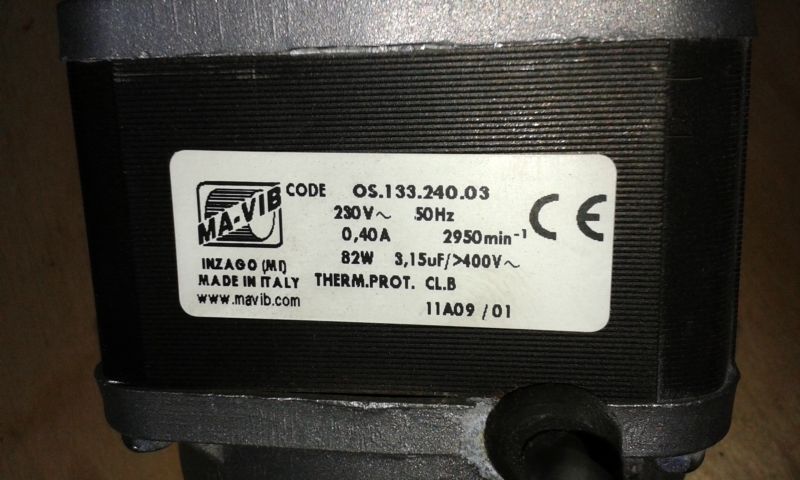 MA-VIB
CODE OS.133.240.03
230V~ 50Hz
0,40A 2950min-1
82W 3,15uF/>400V~
INZAGO (MI) THERM.PROT. CL.B
MADE IN ITALY
www.mavib.com
11A09 / 01
CE